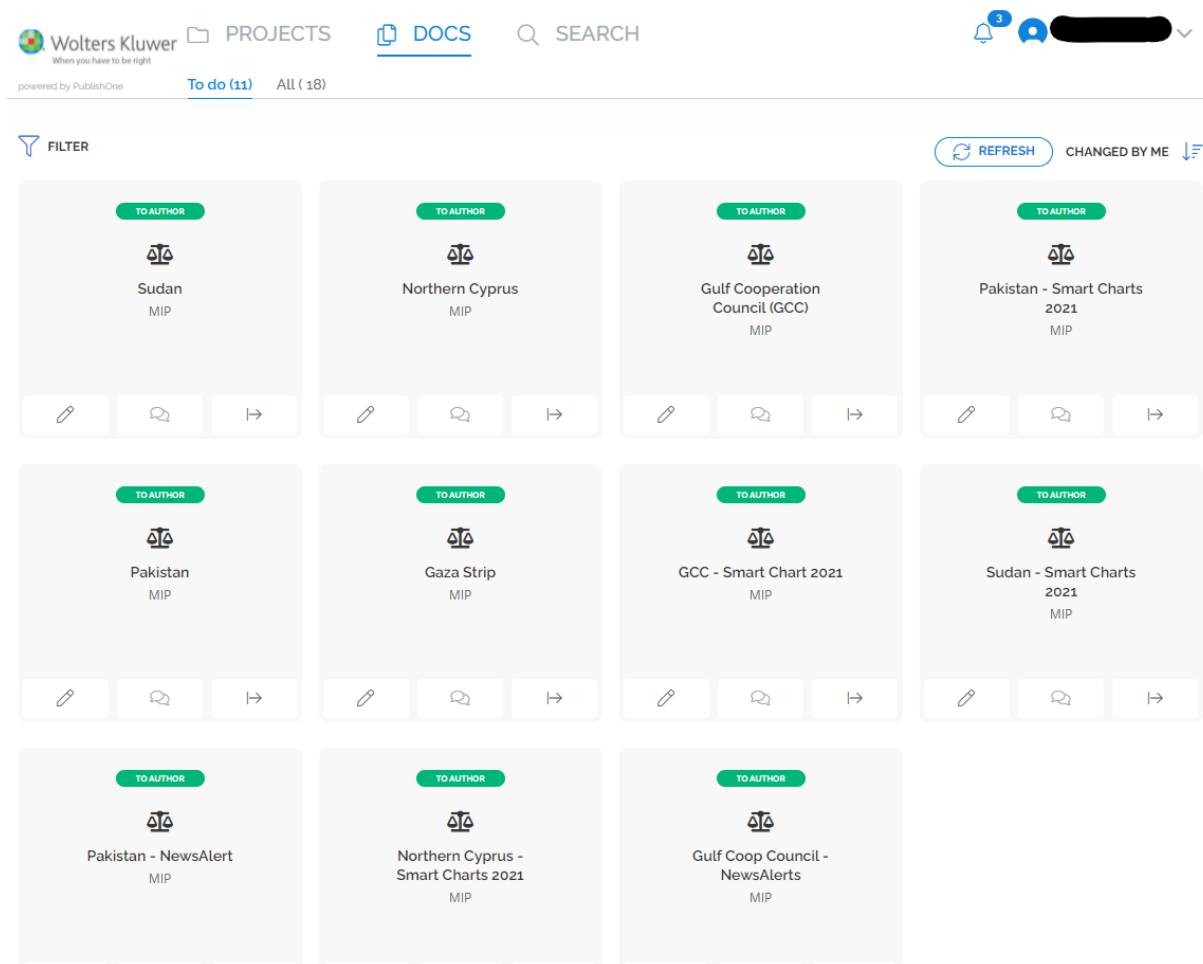 Wolters Kluwer
When you have to be right
PROJECTS
DOCS
SEARCH
3
powered by PublishOne
To do (11)
All ( 18)
FILTER
REFRESH
CHANGED BY ME
TO AUTHOR
Sudan
MIP
TO AUTHOR
Northern Cyprus
MIP
TO AUTHOR
Gulf Cooperation
Council (GCC)
MIP
TO AUTHOR
Pakistan - Smart Charts
2021
MIP
TO AUTHOR
Pakistan
MIP
TO AUTHOR
Gaza Strip
MIP
TO AUTHOR
GCC - Smart Chart 2021
MIP
TO AUTHOR
Sudan - Smart Charts
2021
MIP
TO AUTHOR
Pakistan - NewsAlert
MIP
TO AUTHOR
Northern Cyprus -
Smart Charts 2021
MIP
TO AUTHOR
Gulf Coop Council -
NewsAlerts
MIP